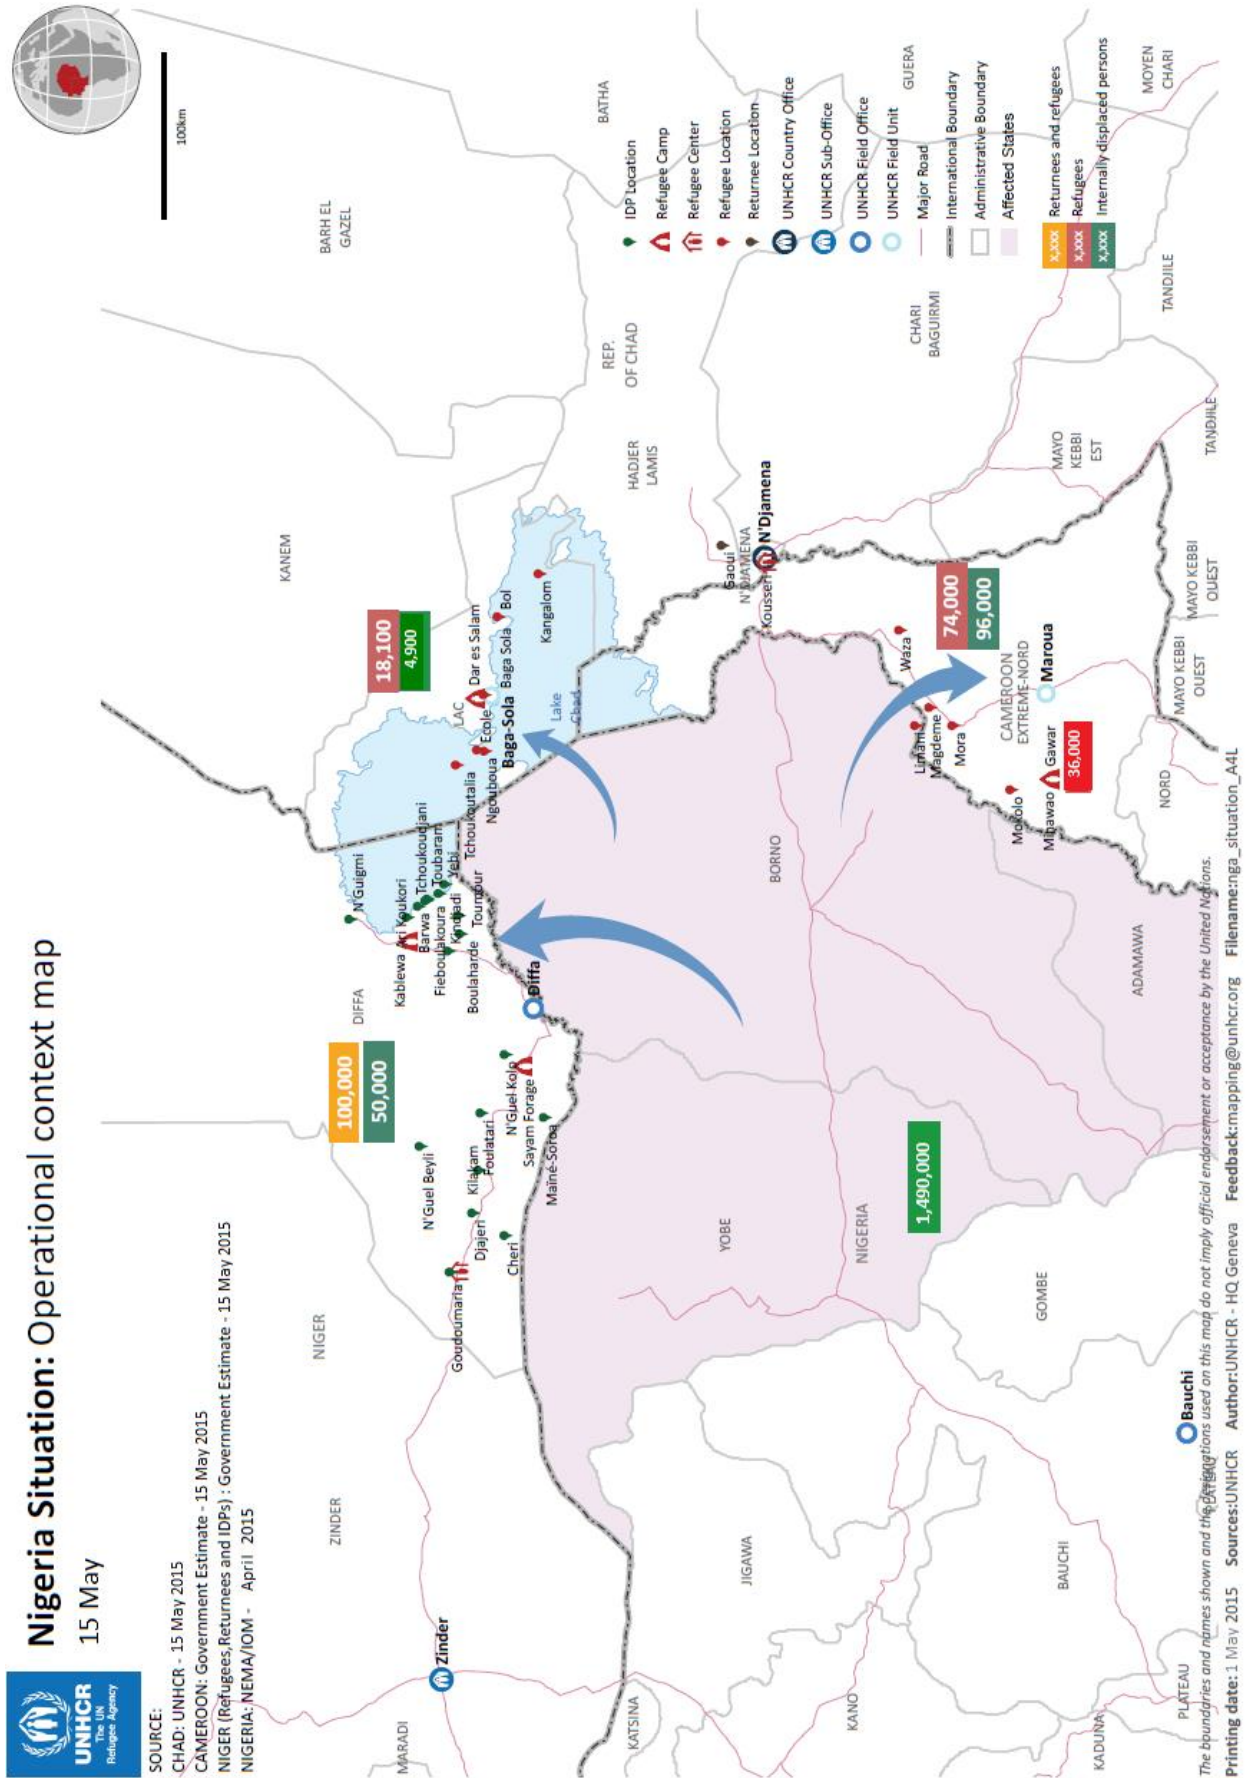 Nigeria Situation: Operational context map
15 May
UNHCR
The UN
Refugee Agency
SOURCE:
CHAD: UNHCR - 15 May 2015
CAMEROON: Government Estimate - 15 May 2015
NIGER (Refugees,Returnees and IDPs) : Government Estimate - 15 May 2015
NIGERIA: NEMA/IOM - April 2015
100km
BARH EL
GAZEL
BATHA
KANEM
REP.
OF CHAD
HADJER
LAMIS
CHARI
BAGUIRMI
GUERA
MOYEN
CHARI
TANDJILE
TANDJILE
MAYO
KEBBI
EST
MAYO KEBBI
OUEST
MAYO KEBBI
OUEST
NORD
18,100
4,900
LAC
Dar es Salam
Ecole
Baga Sola
Bol
Baga-Sola
Kangalom
Ngouboua
Tchoukoutalia
Lake
Chad
Gaoui
N'DJAMENA
N'Djamena
Kousseri
74,000
96,000
Waza
CAMEROON
EXTREME-NORD
Maroua
Limani
Magdeme
Mora
Mokolo
Minawao
Gawar
36,000
NIGER
ZINDER
DIFFA
100,000
50,000
N'Guigmi
Kablewa
Ari Koukori
Barwa
Tchoukoudjani
Toubaram
Yebi
Fieboulakoura
Kindjadi
Boulaharde
Toumour
Diffa
N'Guel Kolo
Sayam Forage
Maïné-Soroa
N'Guel Beyli
Kilakam
Foulatari
Djajeri
Cheri
Goudoumaria
Zinder
MARADI
KATSINA
JIGAWA
KANO
KADUNA
PLATEAU
BAUCHI
Bauchi
PLATEAU
GOMBE
YOBE
NIGERIA
1,490,000
BORNO
ADAMAWA
IDP Location
Refugee Camp
Refugee Center
Refugee Location
Returnee Location
UNHCR Country Office
UNHCR Sub-Office
UNHCR Field Office
UNHCR Field Unit
Major Road
International Boundary
Administrative Boundary
Affected States
x,xxx Returnees and refugees
x,xxx Refugees
x,xxx Internally displaced persons
The boundaries and names shown and the designations used on this map do not imply official endorsement or acceptance by the United Nations.
Printing date:1 May 2015 Sources:UNHCR Author:UNHCR - HQ Geneva Feedback:mapping@unhcr.org Filename:nga_situation_A4L